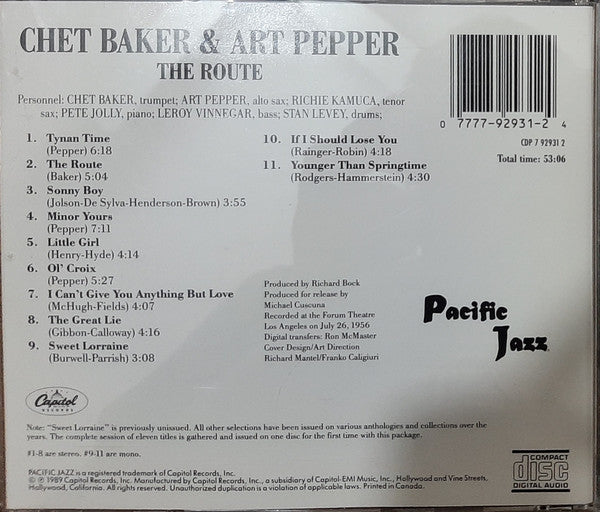 CHET BAKER & ART PEPPER
THE ROUTE
Personnel: CHET BAKER, trumpet; ART PEPPER, alto sax; RICHIE KAMUCA, tenor
sax; PETE JOLLY, piano; LEROY VINNEGAR, bass; STAN LEVEY, drums;
1. Tynan Time
(Pepper) 6:18
2. The Route
(Baker) 5:04
3. Sonny Boy
(Jolson-De Sylva-Henderson-Brown) 3:55
4. Minor Yours
(Pepper) 7:11
5. Little Girl
(Henry-Hyde) 4:14
6. Ol' Croix
(Pepper) 5:27
7. I Can't Give You Anything But Love
(McHugh-Fields) 4:07
8. The Great Lie
(Gibbon-Calloway) 4:16
9. Sweet Lorraine
(Burwell-Parrish) 3:08
10. If I Should Lose You
(Rainger-Robin) 4:18
11. Younger Than Springtime
(Rodgers-Hammerstein) 4:30
0 7777-92931-2 4
CDP 7 92931 2
Total time: 53:06
Produced by Richard Bock
Produced for release by
Michael Cuscuna
Recorded at the Forum Theatre
Los Angeles on July 26, 1956
Digital transfers: Ron McMaster
Cover Design/Art Direction
Richard Mantel/Franko Caligiuri
Pacific
Jazz
Capitol
RECORDS
Note: "Sweet Lorraine" is previously unissued. All other selections have been issued on various anthologies and collections over the
years. The complete session of eleven titles is gathered and issued on one disc for the first time with this package.
#1-8 are stereo. #9-11 are mono.
PACIFIC JAZZ is a registered trademark of Capitol Records, Inc.
© ℗ 1989 Capitol Records, Inc. Manufactured by Capitol Records, Inc., a subsidiary of Capitol-EMI Music, Inc., Hollywood and Vine Streets,
Hollywood, California. All rights reserved. Unauthorized duplication is a violation of applicable laws. Printed in Canada.
COMPACT
disc
DIGITAL AUDIO